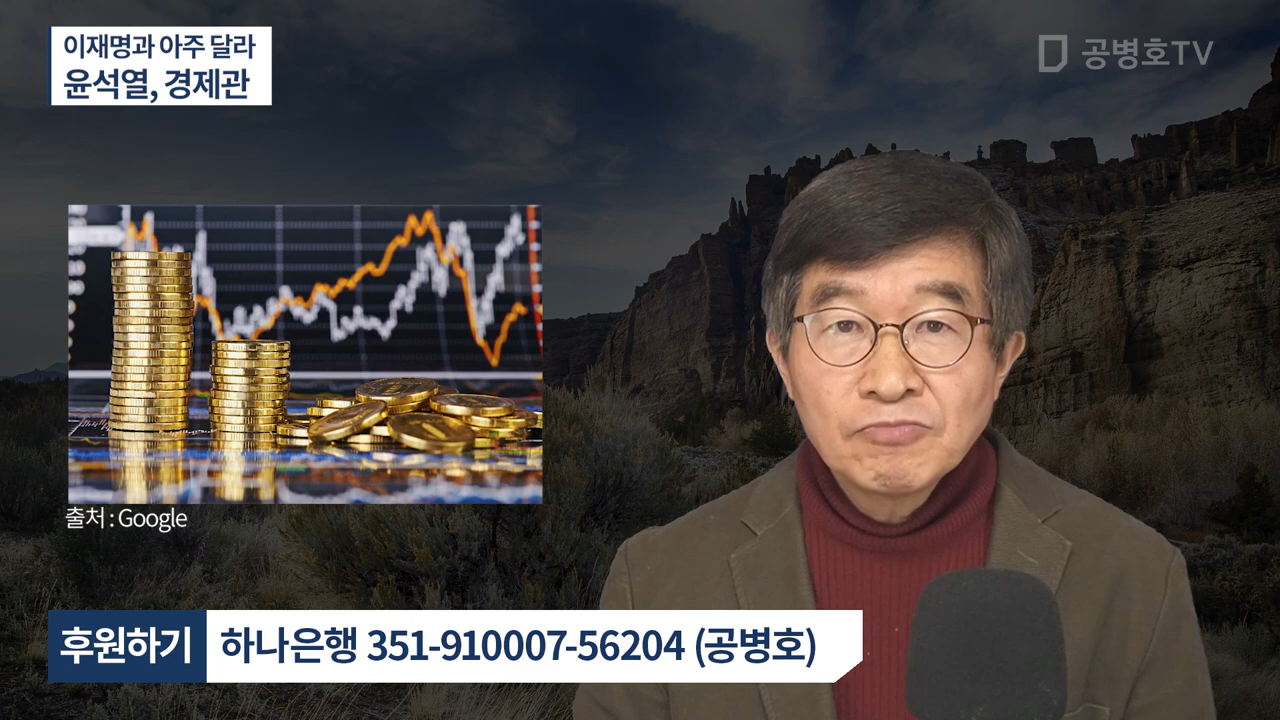 이재명과 아주 달라
윤석열, 경제관
공병호TV
출처 : Google
후원하기 하나은행 351-910007-56204 (공병호)